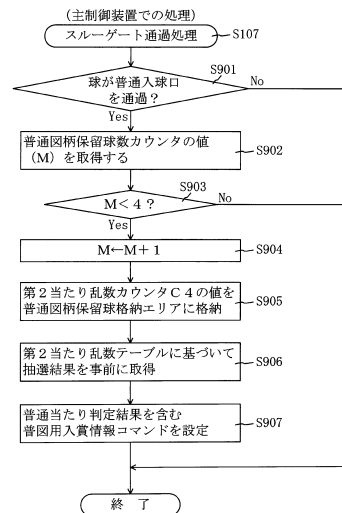 （主制御装置での処理）
スルーゲート通過処理
S107
球が普通入球口
を通過？
S901
No
Yes
普通図柄保留球数カウンタの値
（M）を取得する
S902
M＜4？
S903
No
Yes
M←M＋1
S904
第2当たり乱数カウンタC4の値を
普通図柄保留球格納エリアに格納
S905
第2当たり乱数テーブルに基づいて
抽選結果を事前に取得
S906
普通当たり判定結果を含む
普図用入賞情報コマンドを設定
S907
終 了